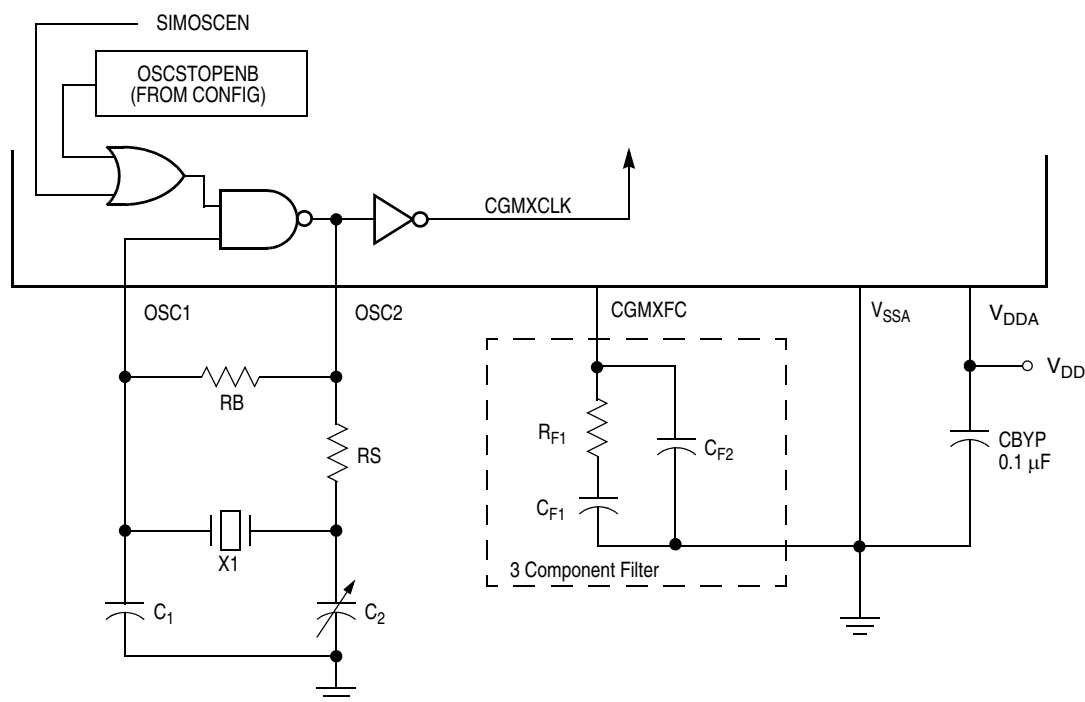 SIMOSCEN
OSCSTOPENB
(FROM CONFIG)
CGMXCLK
OSC1
OSC2
CGMXFC
VSSA
VDDA
VDD
RB
RS
RF1
CF2
CBYP
0.1 μF
CF1
X1
3 Component Filter
C1
C2